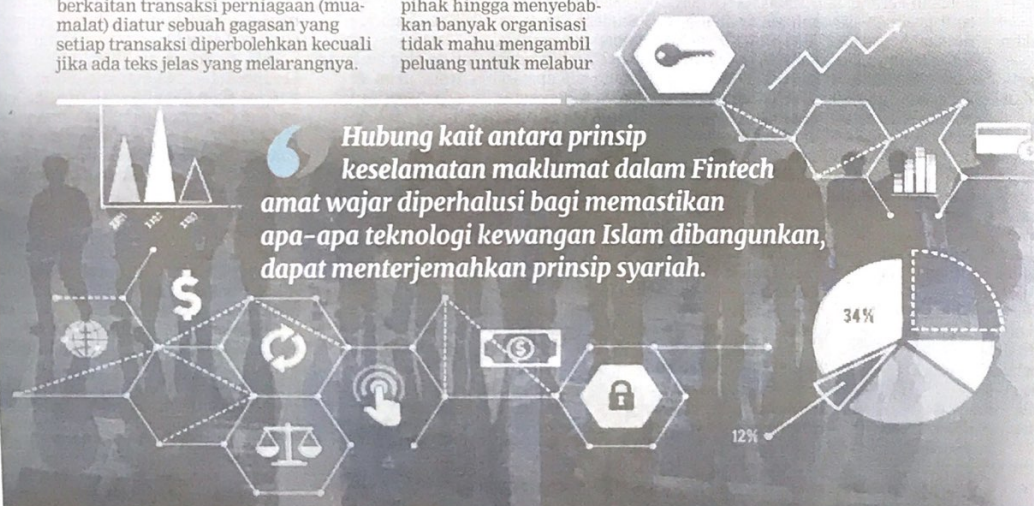 berkaitan transaksi perniagaan (mua-
malat) diatur sebuah gagasan yang
setiap transaksi diperbolehkan kecuali
jika ada teks jelas yang melarangnya.
pihak hingga menyebab-
kan banyak organisasi
tidak mahu mengambil
peluang untuk melabur
Hubung kait antara prinsip
keselamatan maklumat dalam Fintech
amat wajar diperhalusi bagi memastikan
apa-apa teknologi kewangan Islam dibangunkan,
dapat menterjemahkan prinsip syariah.
$
34%
$
12%